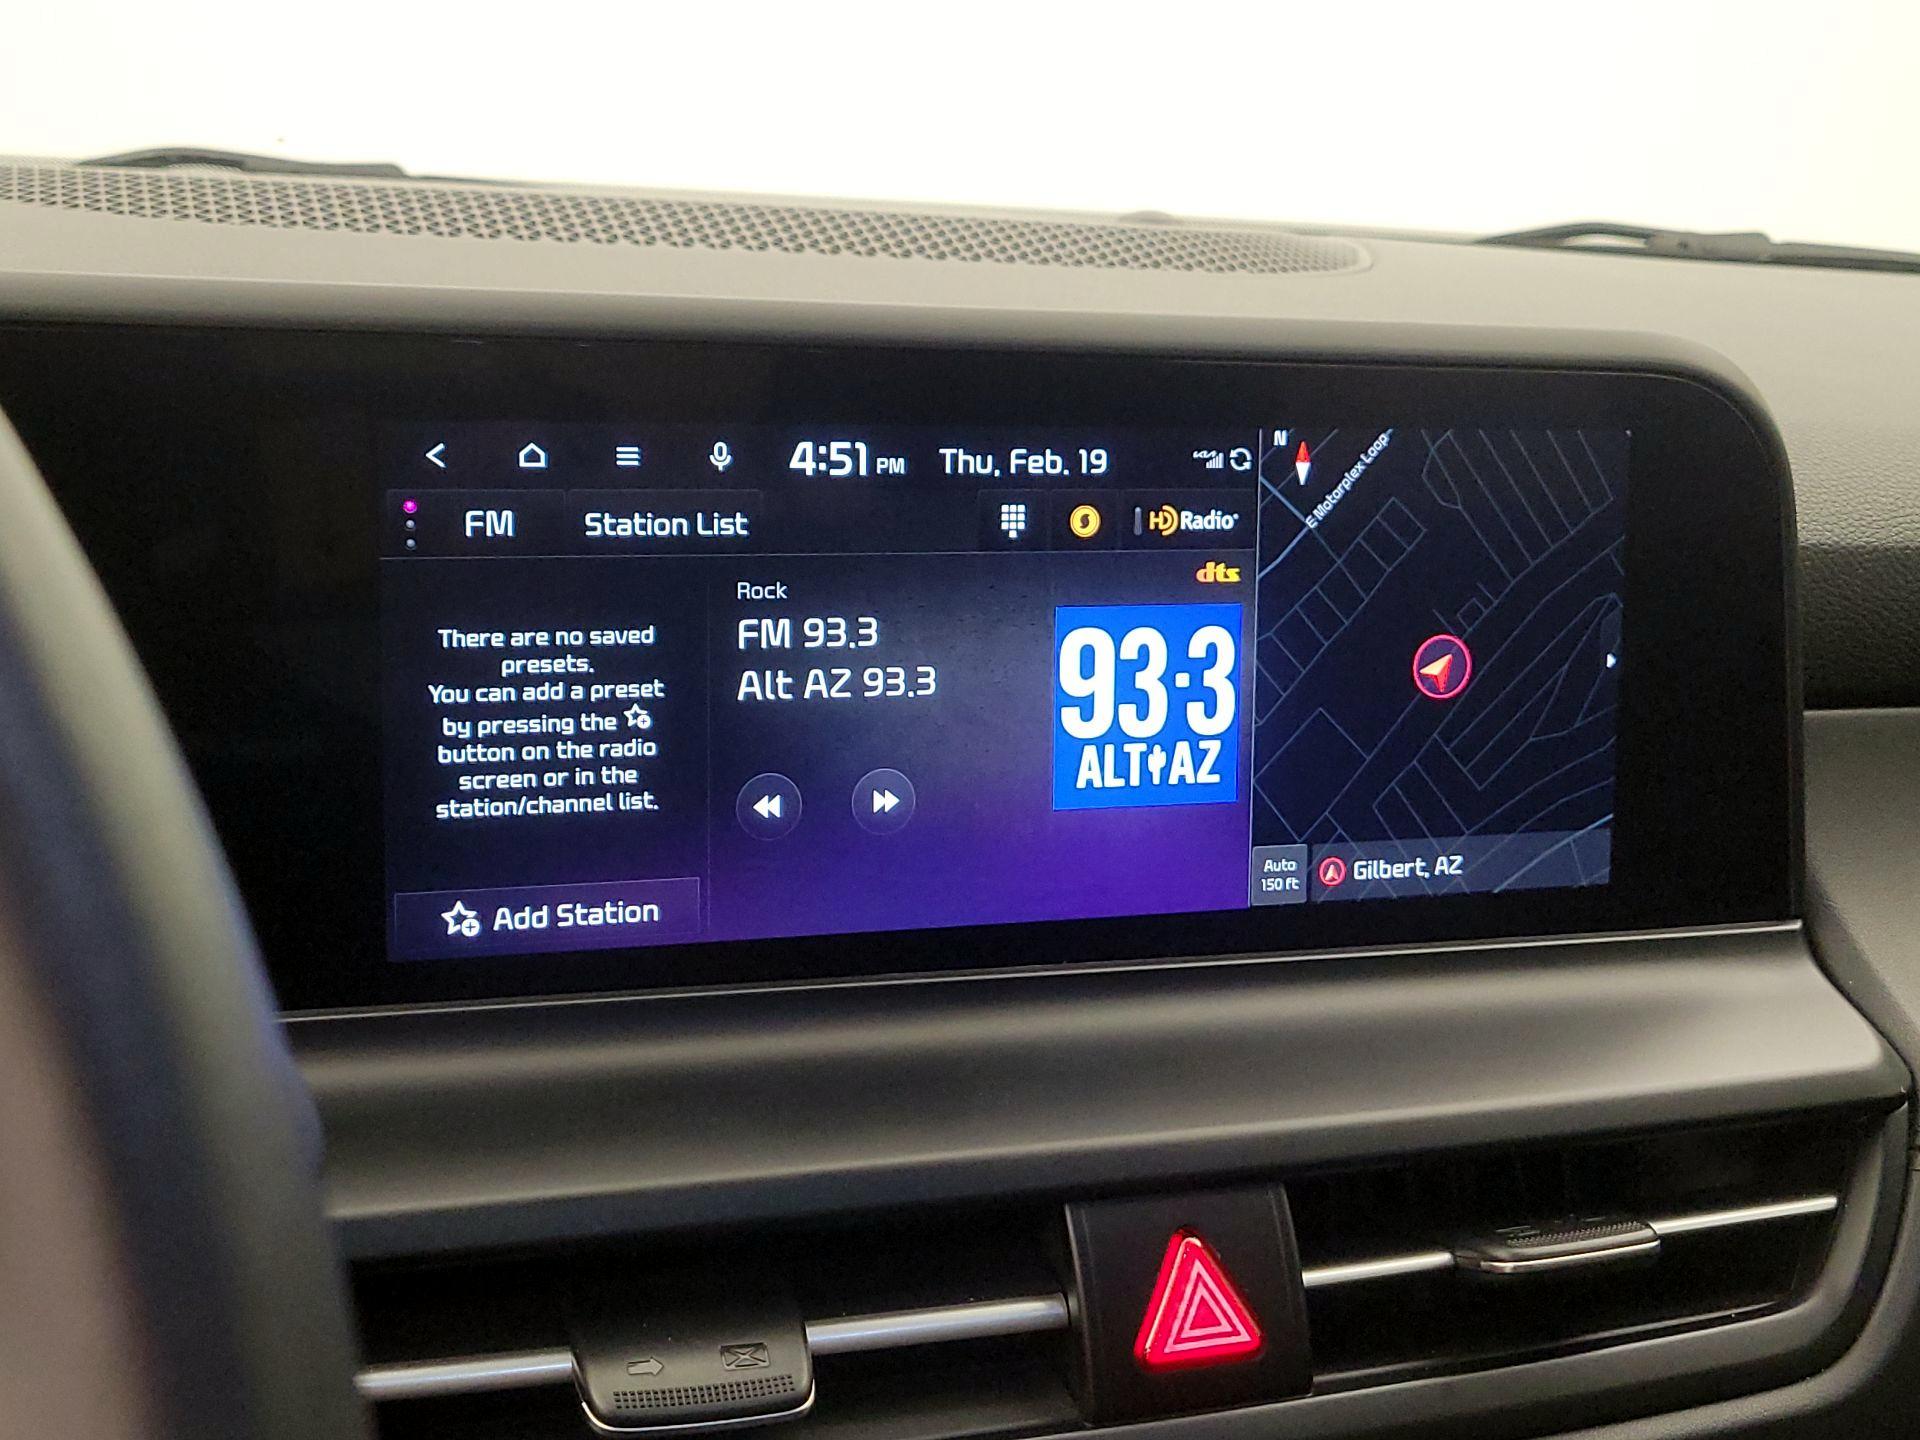 4:51 PM
Thu, Feb. 19
KIA
N
E Motorplex Loop
FM
Station List
HD Radio
dts
There are no saved
presets.
You can add a preset
by pressing the
button on the radio
screen or in the
station/channel list.
Add Station
Rock
FM 93.3
Alt AZ 93.3
93.3
ALT AZ
Auto
150 ft
Gilbert, AZ